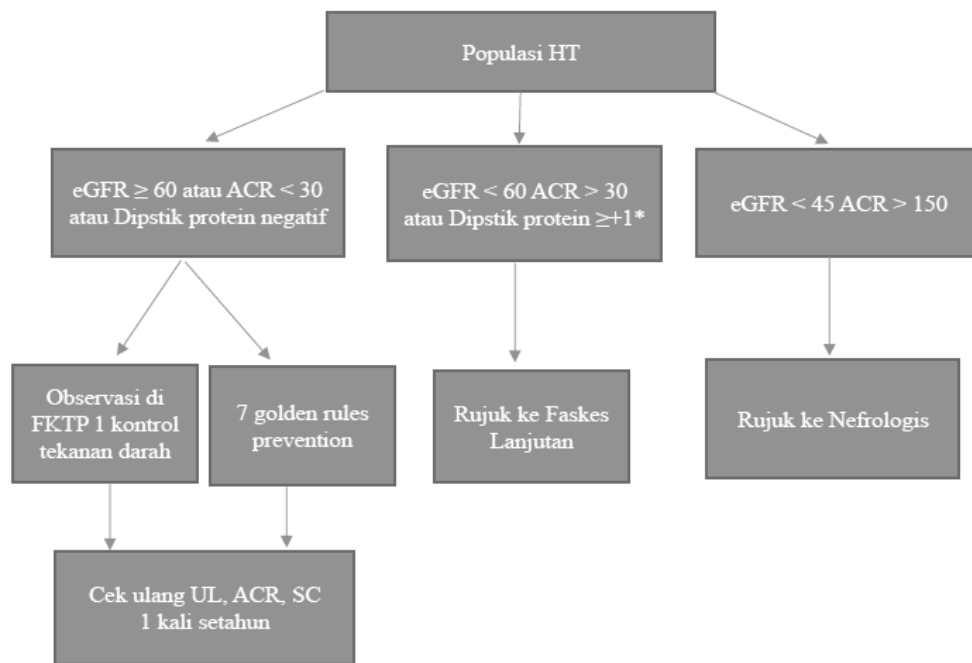 Populasi HT
eGFR ≥ 60 atau ACR < 30
atau Dipstik protein negatif
eGFR < 60 ACR > 30
atau Dipstik protein ≥+1*
eGFR < 45 ACR > 150
Observasi di
FKTP 1 kontrol
tekanan darah
7 golden rules
prevention
Rujuk ke Faskes
Lanjutan
Rujuk ke Nefrologis
Cek ulang UL, ACR, SC
1 kali setahun